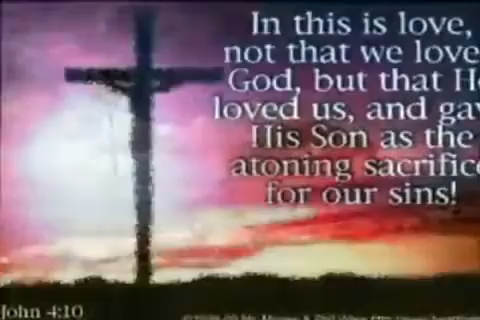 In this is love,
not that we love
God, but that H
loved us, and ga
His Son as the
atoning sacrific
for our sins!
John 4:10